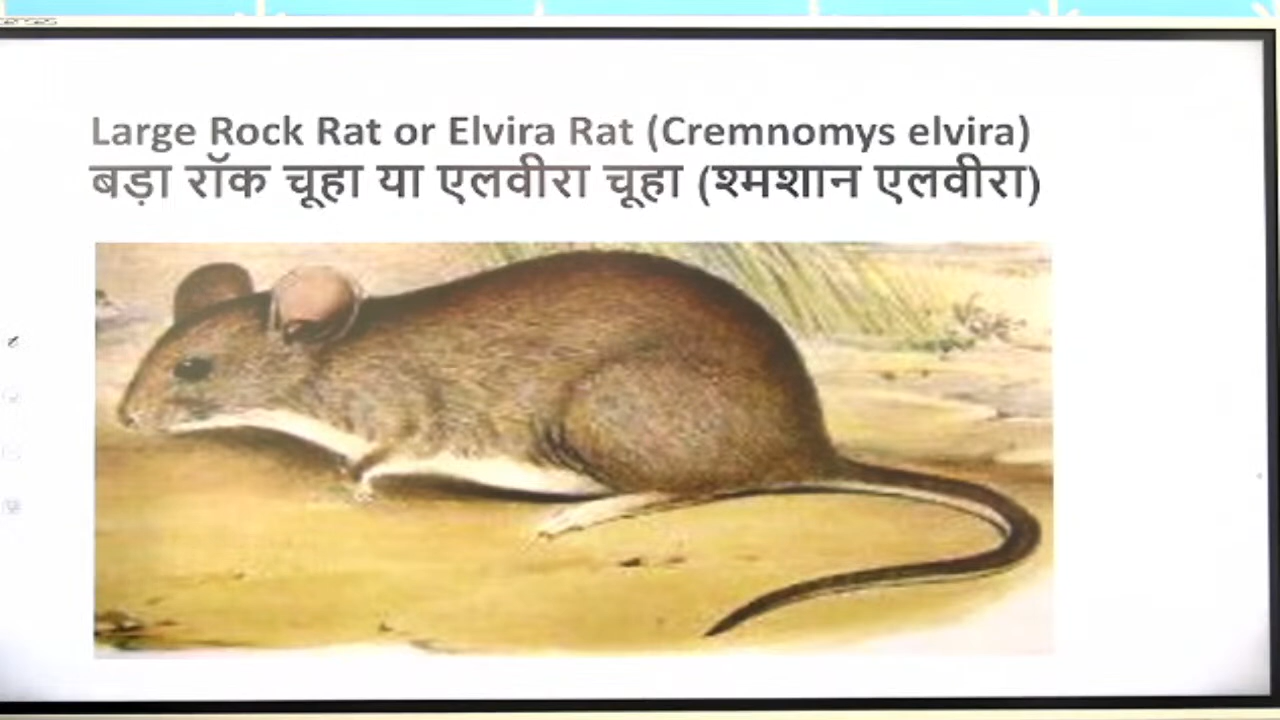 Large Rock Rat or Elvira Rat (Cremnomys elvira)
बड़ा रॉक चूहा या एलवीरा चूहा (श्मशान एलवीरा)